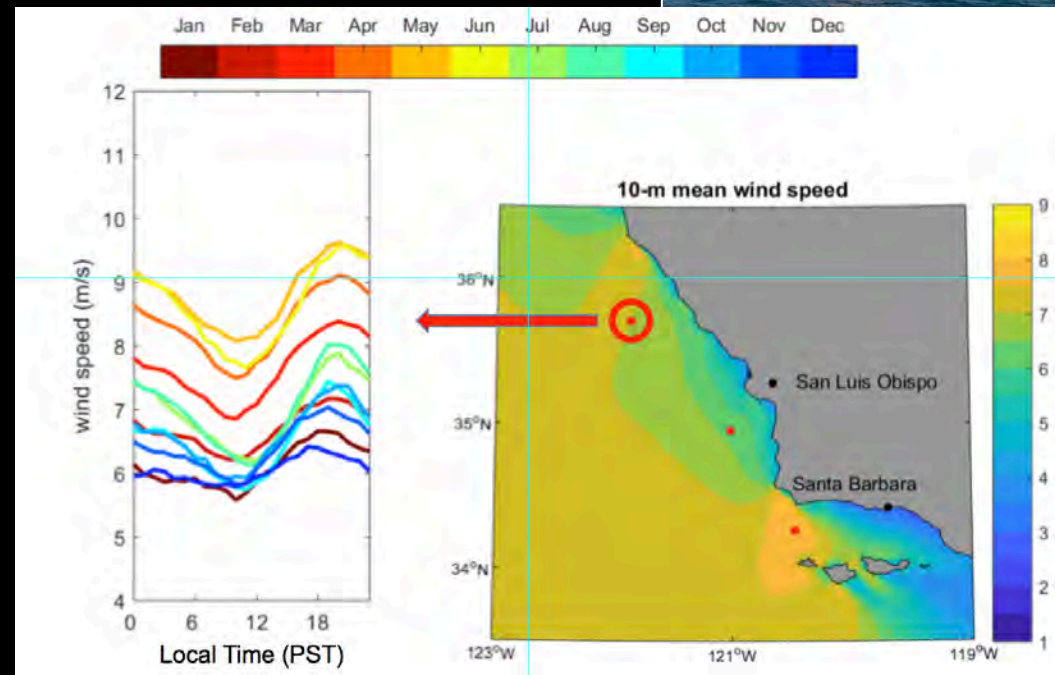 Jan Feb Mar Apr May Jun Jul Aug Sep Oct Nov Dec
12
11
10
9
8
7
6
5
4
wind speed (m/s)
0 6 12 18
Local Time (PST)
10-m mean wind speed
36°N
35°N
34°N
123°W 121°W 119°W
San Luis Obispo
Santa Barbara
9
8
7
6
5
4
3
2
1